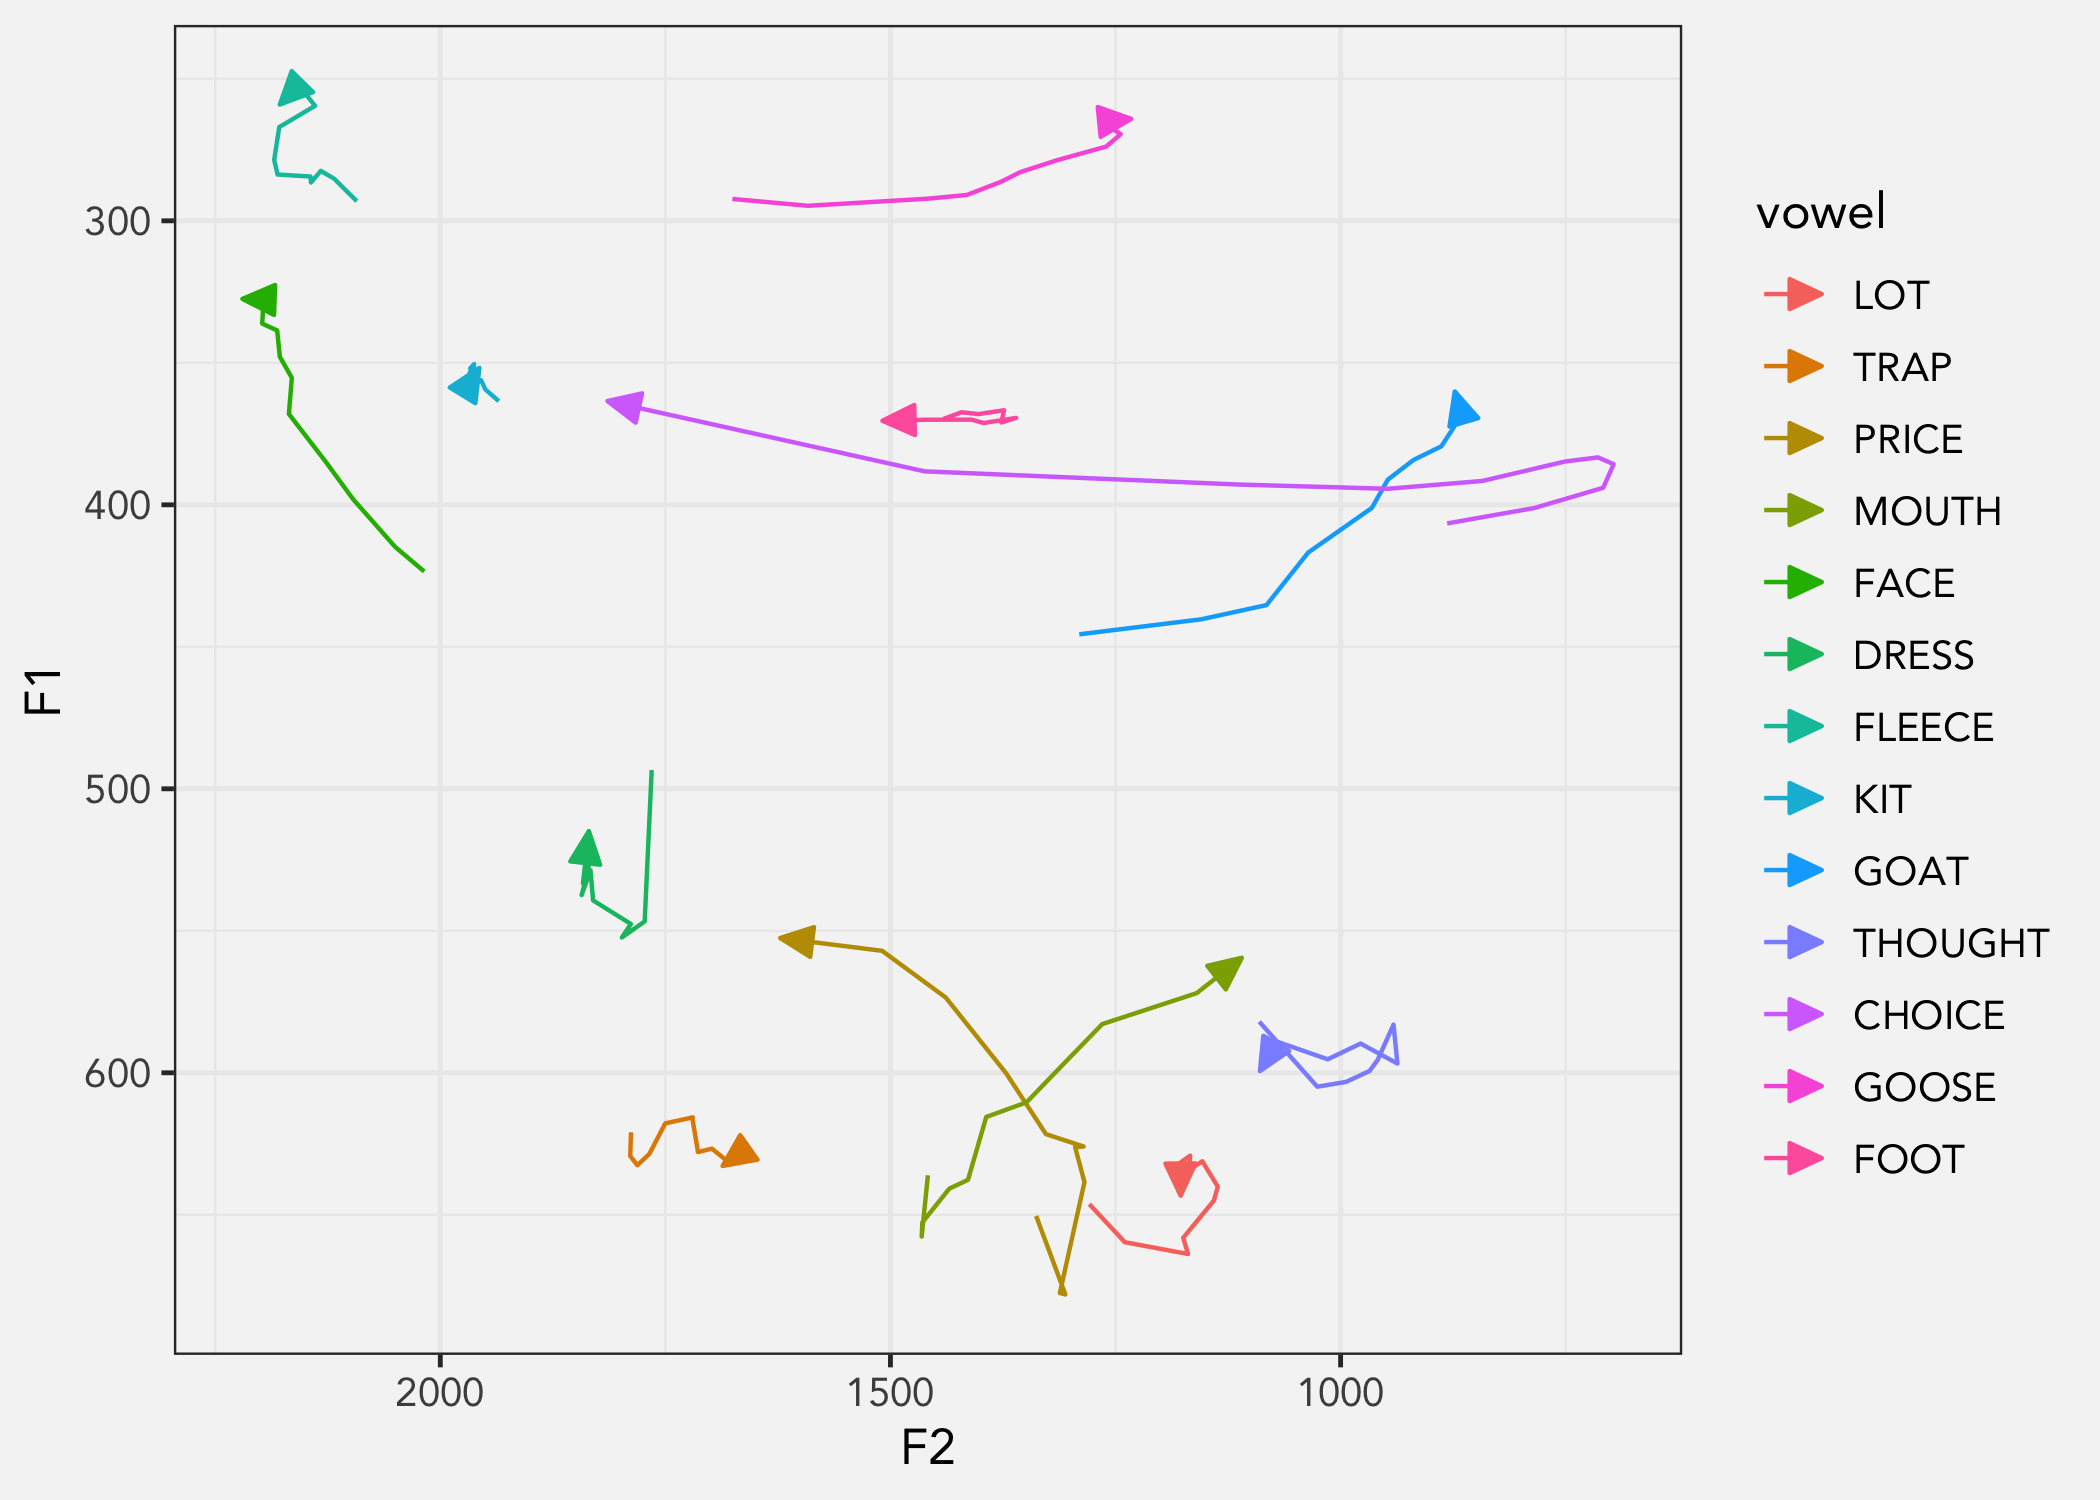 300
400
500
600
F1
2000
1500
1000
F2
vowel
LOT
TRAP
PRICE
MOUTH
FACE
DRESS
FLEECE
KIT
GOAT
THOUGHT
CHOICE
GOOSE
FOOT